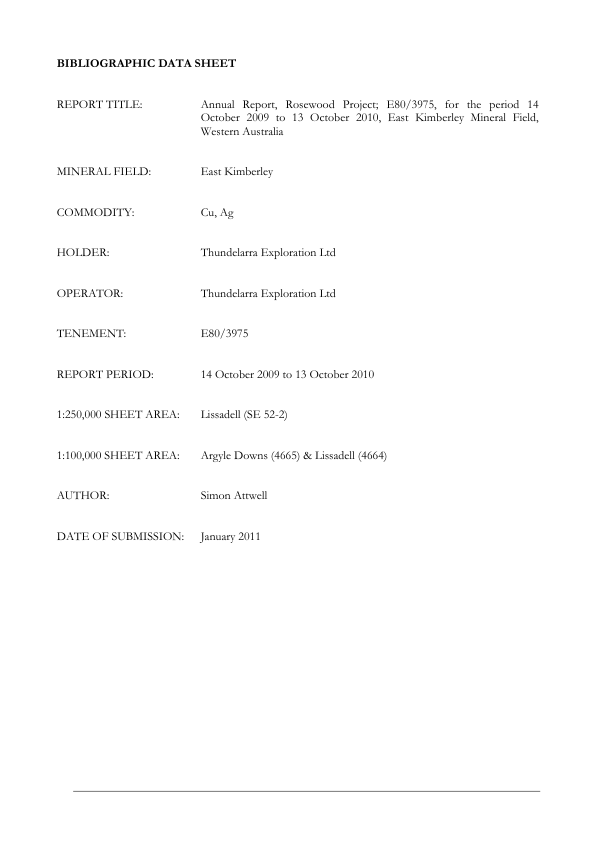 BIBLIOGRAPHIC DATA SHEET
REPORT TITLE: Annual Report, Rosewood Project; E80/3975, for the period 14
October 2009 to 13 October 2010, East Kimberley Mineral Field,
Western Australia
MINERAL FIELD: East Kimberley
COMMODITY: Cu, Ag
HOLDER: Thundelarra Exploration Ltd
OPERATOR: Thundelarra Exploration Ltd
TENEMENT: E80/3975
REPORT PERIOD: 14 October 2009 to 13 October 2010
1:250,000 SHEET AREA: Lissadell (SE 52-2)
1:100,000 SHEET AREA: Argyle Downs (4665) & Lissadell (4664)
AUTHOR: Simon Attwell
DATE OF SUBMISSION: January 2011